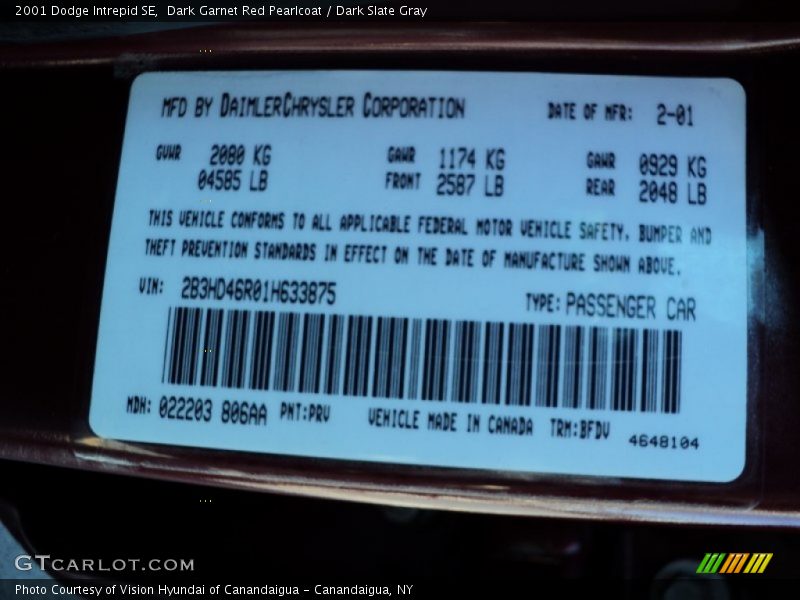 2001 Dodge Intrepid SE, Dark Garnet Red Pearlcoat / Dark Slate Gray
MFD BY DAIMLERCHRYSLER CORPORATION DATE OF MFR: 2-01
GVWR 2080 KG GAWR 1174 KG GAWR 0929 KG
04585 LB FRONT 2587 LB REAR 2048 LB
THIS VEHICLE CONFORMS TO ALL APPLICABLE FEDERAL MOTOR VEHICLE SAFETY, BUMPER AND
THEFT PREVENTION STANDARDS IN EFFECT ON THE DATE OF MANUFACTURE SHOWN ABOVE.
VIN: 2B3HD46R01H633875 TYPE: PASSENGER CAR
MDH: 022203 806AA PNT:PRV VEHICLE MADE IN CANADA TRM:BFDV 4648104
GTCARLOT.COM
Photo Courtesy of Vision Hyundai of Canandaigua - Canandaigua, NY